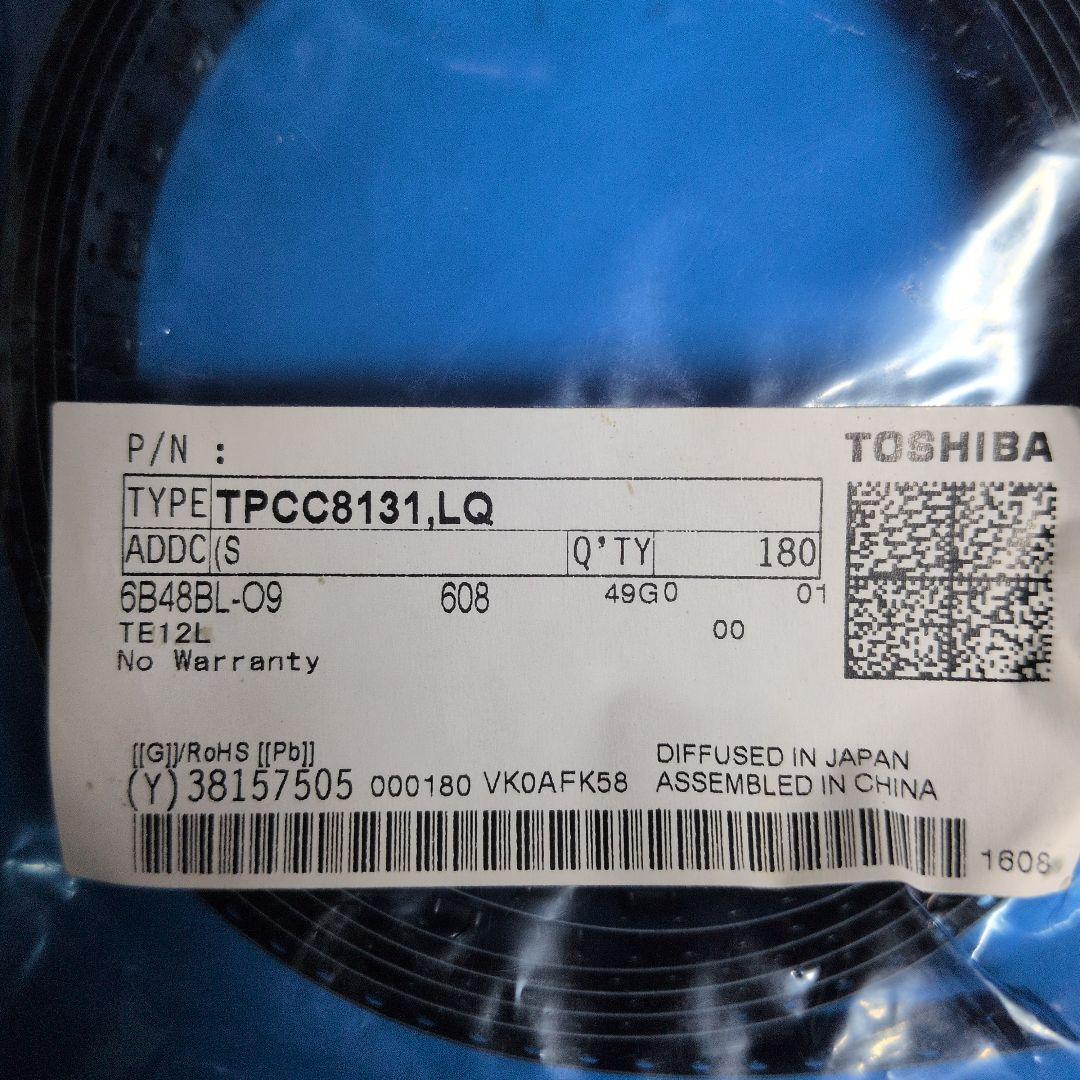 P/N :
TOSHIBA
TYPE TPCC8131,LQ
ADDC (S Q'TY 180
6B48BL-O9 608 49G0 01
TE12L 00
No Warranty
[[G]]/RoHS [[Pb]] DIFFUSED IN JAPAN
(Y)38157505 000180 VK0AFK58 ASSEMBLED IN CHINA
1608